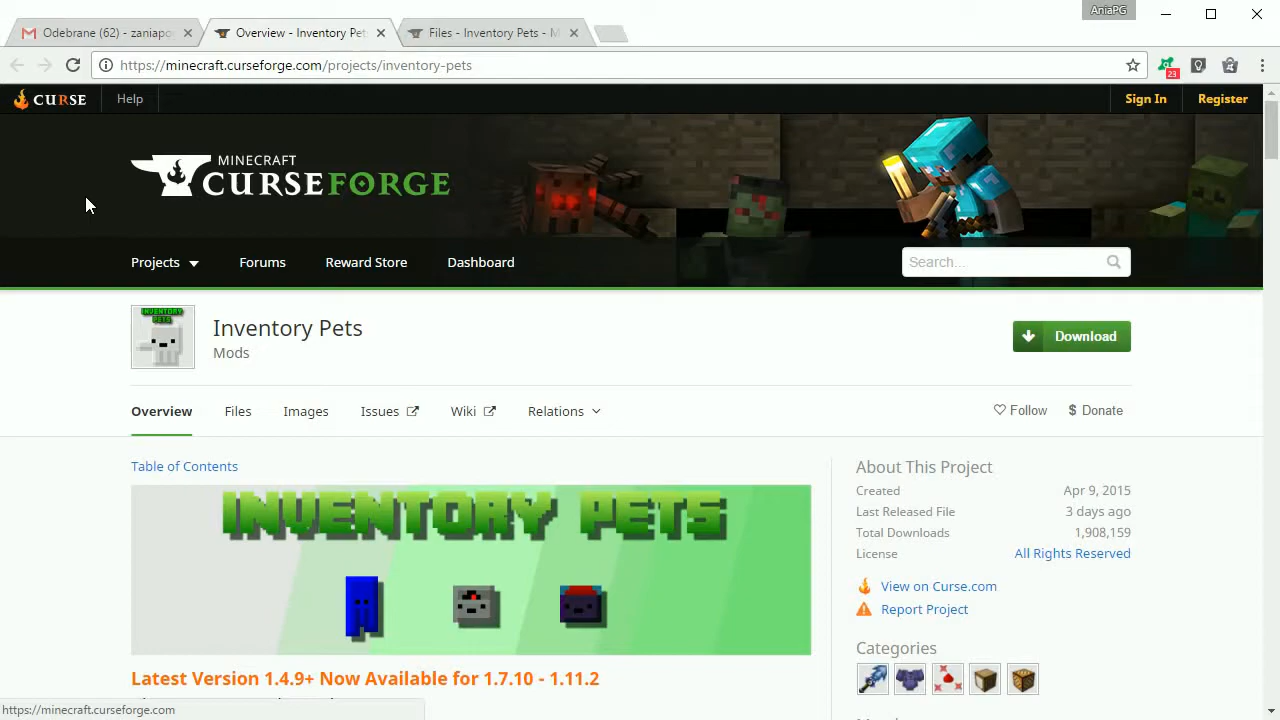 AniaPG
Odebrane (62) - zaniapo
Overview - Inventory Pet
Files - Inventory Pets - M
https://minecraft.curseforge.com/projects/inventory-pets
23
CURSE
Help
Sign In
Register
MINECRAFT
CURSEFORGE
Projects
Forums
Reward Store
Dashboard
Search...
INVENTORY
PETS
Inventory Pets
Mods
Download
Overview
Files
Images
Issues
Wiki
Relations
Follow
$ Donate
Table of Contents
INVENTORY PETS
Latest Version 1.4.9+ Now Available for 1.7.10 - 1.11.2
About This Project
Created Apr 9, 2015
Last Released File 3 days ago
Total Downloads 1,908,159
License All Rights Reserved
View on Curse.com
Report Project
Categories
https://minecraft.curseforge.com